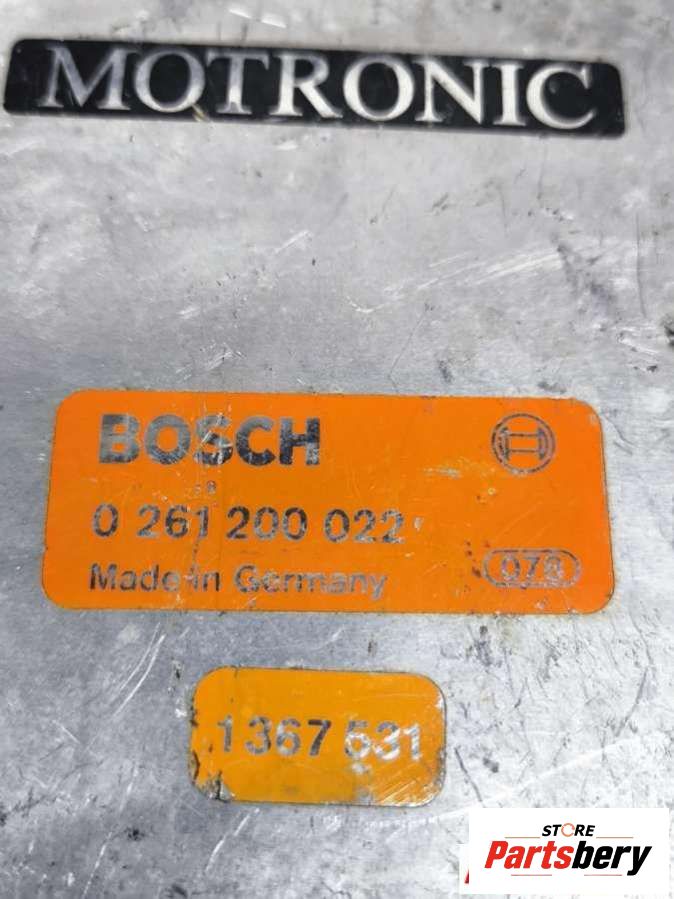 MOTRONIC
BOSCH
0 261 200 022
Made in Germany
078
1367 531
STORE
Partsbery